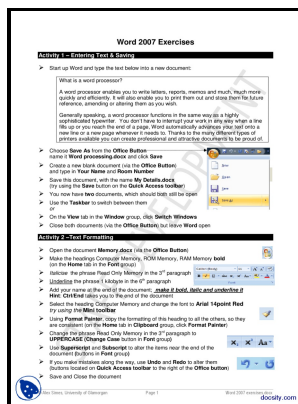 Word 2007 Exercises
Activity 1 – Entering Text & Saving
➢ Start up Word and type the text below into a new document:
What is a word processor?
A word processor enables you to write letters, reports, memos and much, much more
quickly and efficiently. It will also enable you to print them out and store them for future
reference, amending or altering them as you wish.
Generally speaking, a word processor functions in the same way as a highly
sophisticated typewriter. You don't have to interrupt your work in any way when a line
fills up or you reach the end of a page, Word automatically advances your text onto a
new line or a new page whenever it needs to. Thanks to the many different types of
printers available you can create professional and attractive documents to be proud of.
➢ Choose Save As from the Office Button
name it Word processing.docx and click Save
➢ Create a new blank document (via the Office Button)
and type in Your Name and Room Number
➢ Save this document, with the name My Details.docx
(try using the Save button on the Quick Access toolbar)
➢ You now have two documents, which should both still be open
➢ Use the Taskbar to switch between them
or
➢ On the View tab in the Window group, click Switch Windows
➢ Close both documents (via the Office Button) but leave Word open
Activity 2 –Text Formatting
➢ Open the document Memory.docx (via the Office Button)
➢ Make the headings Computer Memory, ROM Memory, RAM Memory bold
(on the Home tab in the Font group)
➢ Italicise the phrase Read Only Memory in the 3rd paragraph
➢ Underline the phrase 1 kilobyte in the 6th paragraph
➢ Add your name at the end of the document; make it bold, italic and underline it
Hint: Ctrl/End takes you to the end of the document
➢ Select the heading Computer Memory and change the font to Arial 14point Red
try using the Mini toolbar
➢ Using Format Painter, copy the formatting of this heading to all the others, so they
are consistent (on the Home tab in Clipboard group, click Format Painter)
➢ Change the phrase Read Only Memory in the 3rd paragraph to
UPPERCASE (Change Case button in Font group)
➢ Use Superscript and Subscript to alter the items near the end of the
document (buttons in Font group)
➢ If you make mistakes along the way, use Undo and Redo to alter them
(buttons located on Quick Access toolbar to the right of the Office button)
➢ Save and Close the document
Page 1
Word 2007 exercises.docx
docsity.com